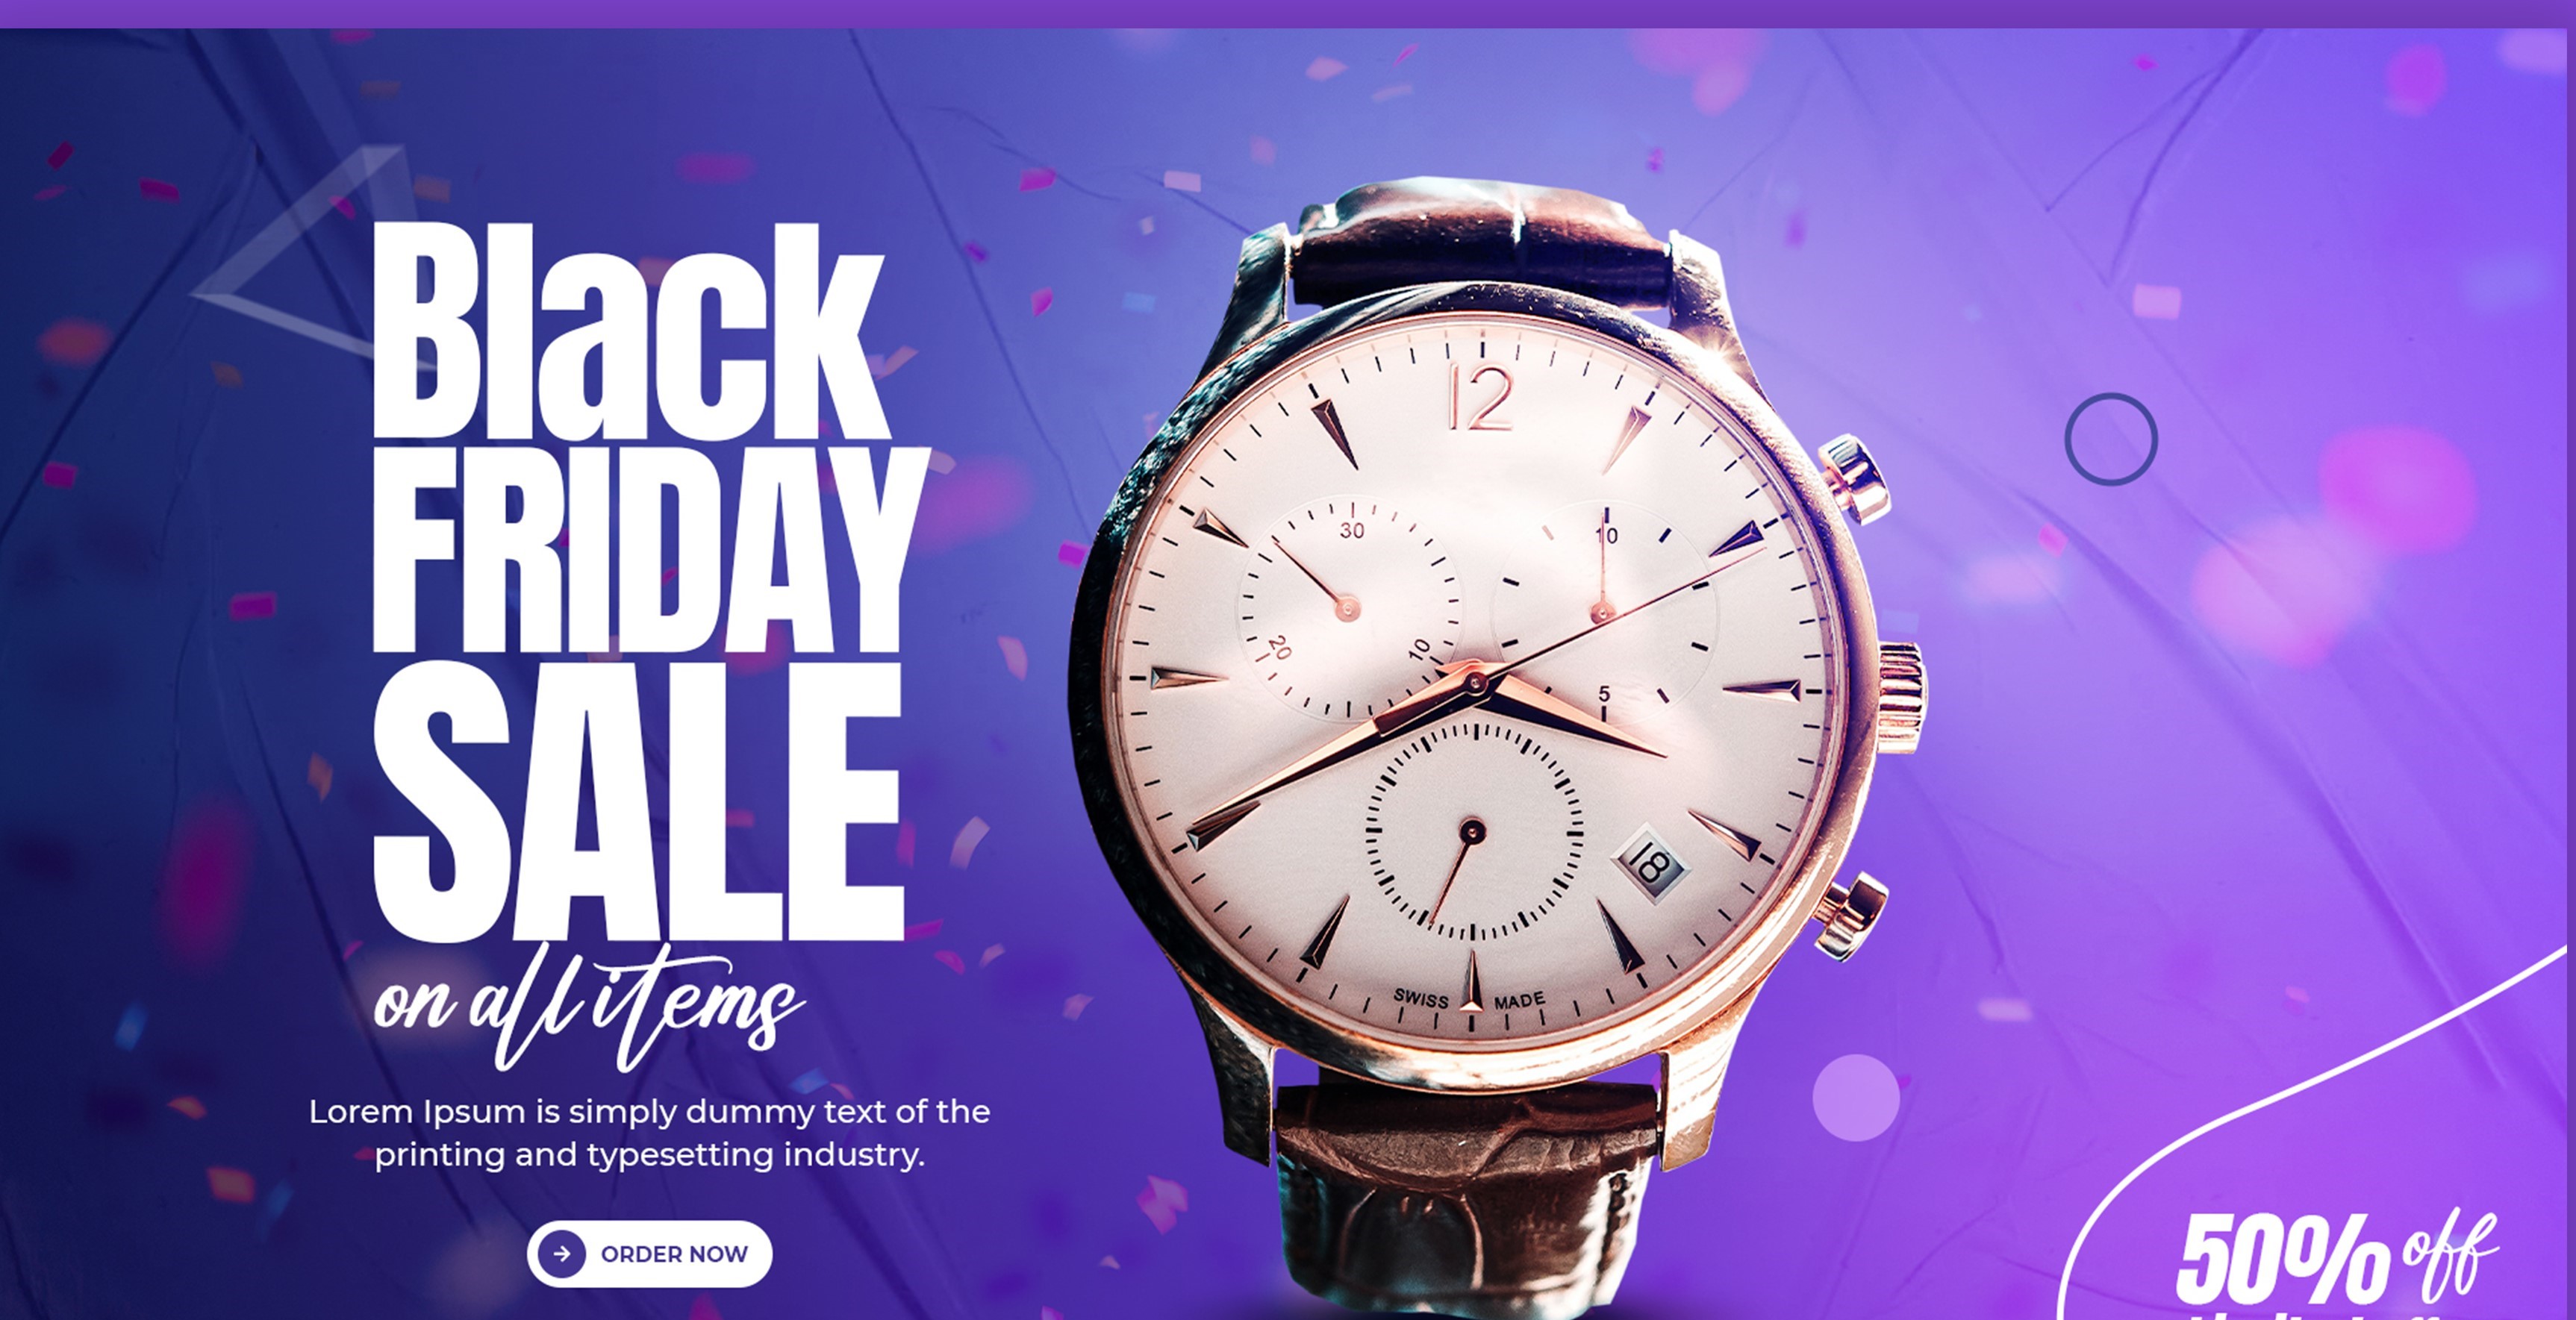 Black
FRIDAY
SALE
on all items
Lorem Ipsum is simply dummy text of the
printing and typesetting industry.
ORDER NOW
12
30
10
20
10
5
18
SWISS MADE
50% off